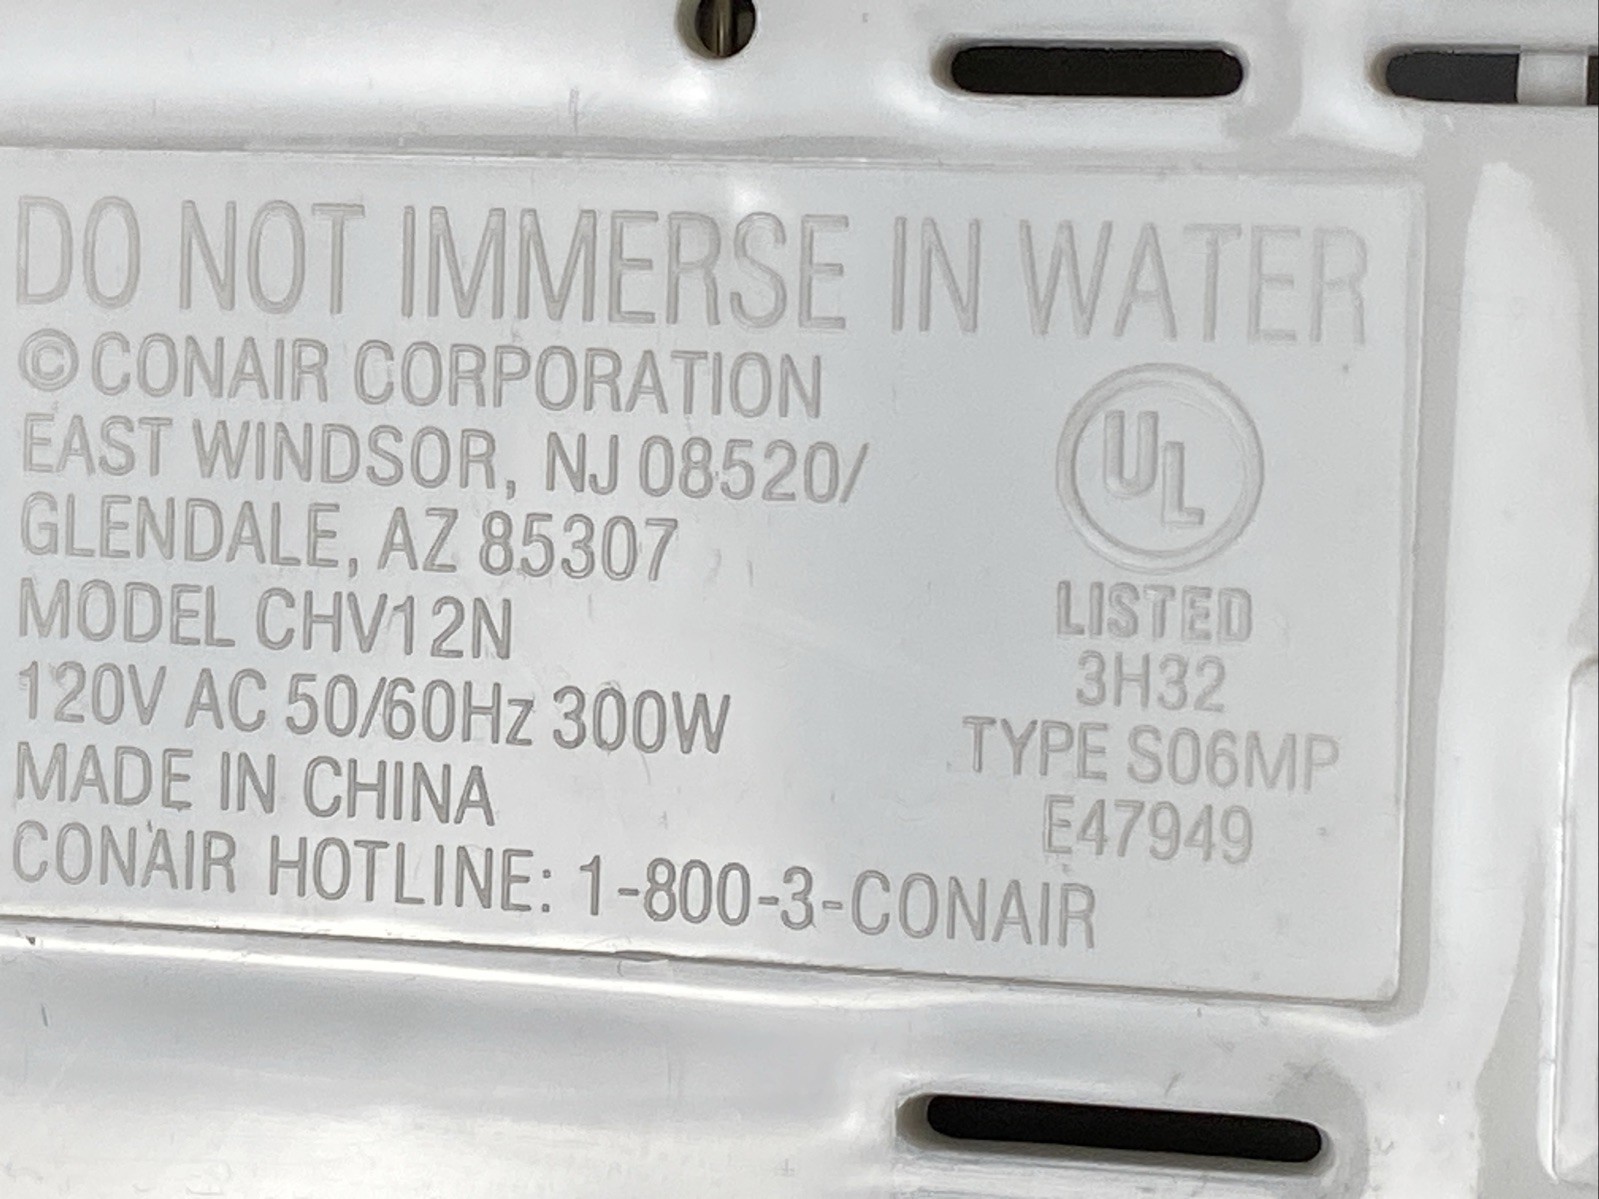 DO NOT IMMERSE IN WATER
©CONAIR CORPORATION
EAST WINDSOR, NJ 08520/
GLENDALE, AZ 85307
MODEL CHV12N
120V AC 50/60Hz 300W
MADE IN CHINA
CONAIR HOTLINE: 1-800-3-CONAIR
UL
LISTED
3H32
TYPE S06MP
E47949